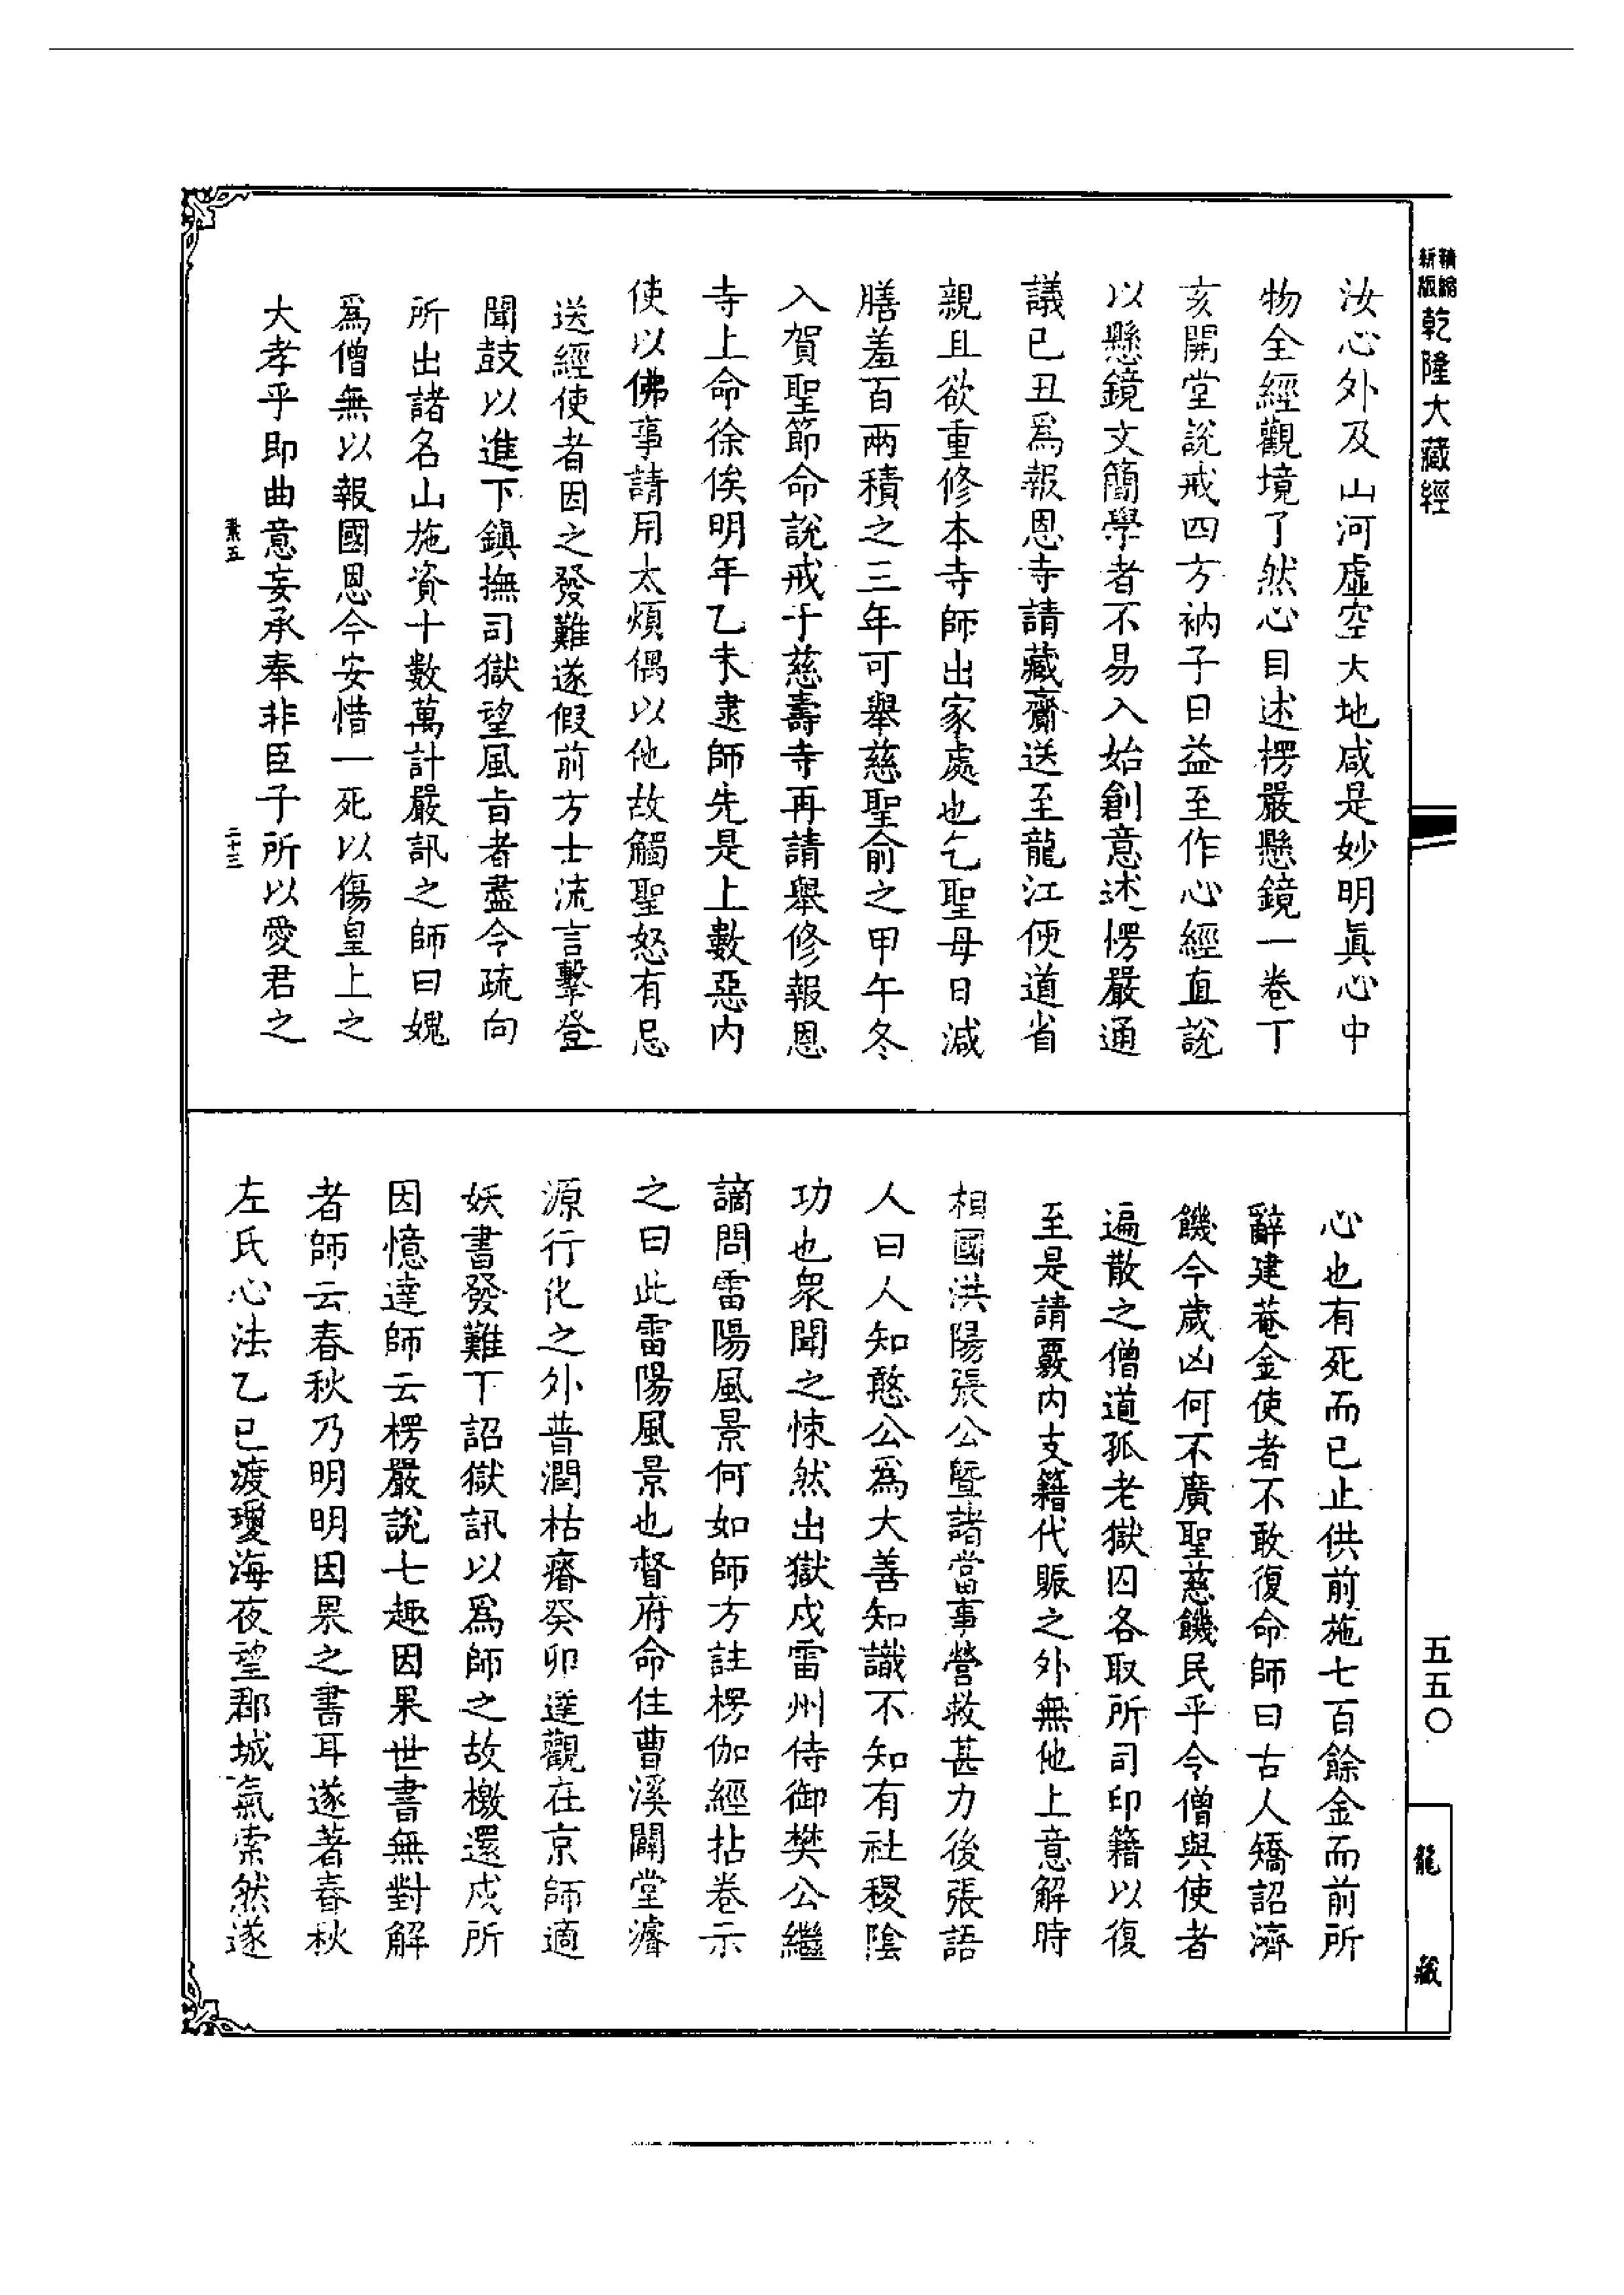 精縮
新版
乾隆大藏經
汝心外及山河虛空大地咸是妙明眞心中
物全經觀境了然心目述楞嚴懸鏡一卷丁
亥開堂說戒四方衲子日益至作心經直說
以懸鏡文簡學者不易入始創意述楞嚴通
議已丑爲報恩寺請藏齎送至龍江便道省
親且欲重修本寺師出家處也乞聖母日減
膳羞百兩積之三年可舉慈聖俞之甲午冬
入賀聖節命說戒于慈壽寺再請舉修報恩
寺上命徐俟明年乙未逮師先是上數惡內
使以佛事請用太煩偶以他故觸聖怒有忌
送經使者因之發難遂假前方士流言擊登
聞鼓以進下鎮撫司獄望風旨者盡令疏向
所出諸名山施資十數萬計嚴訊之師曰媿
爲僧無以報國恩今安惜一死以傷皇上之
大孝乎即曲意妄承奉非臣子所以愛君之
二十三
心也有死而已止供前施七百餘金而前所
辭建菴金使者不敢復命師曰古人矯詔濟
饑今歲凶何不廣聖慈饑民乎令僧與使者
遍散之僧道孤老獄囚各取所司印籍以復
至是請覈內支籍代賑之外無他上意解時
相國洪陽張公暨諸當事營救甚力後張語
人曰人知憨公爲大善知識不知有社稷陰
功也衆聞之悚然出獄戍雷州侍御樊公繼
謫問雷陽風景何如師方註楞伽經拈卷示
之曰此雷陽風景也督府命住曹溪闢堂濬
源行化之外普潤枯瘠癸卯達觀在京師適
妖書發難下詔獄訊以爲師之故檄還戍所
因憶達師云楞嚴說七趣因果世書無對解
者師云春秋乃明明因果之書耳遂著春秋
左氏心法乙巳渡瓊海夜望郡城氣索然遂
五五〇
龍藏